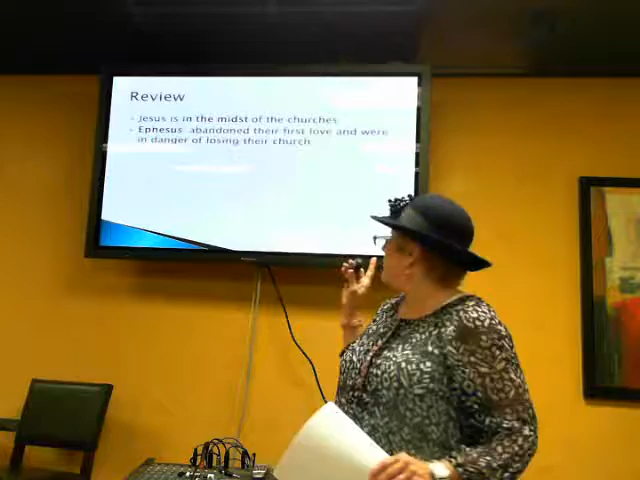 Review
- Jesus is in the midst of the churches
- Ephesus: abandoned their first love and were
in danger of losing their church